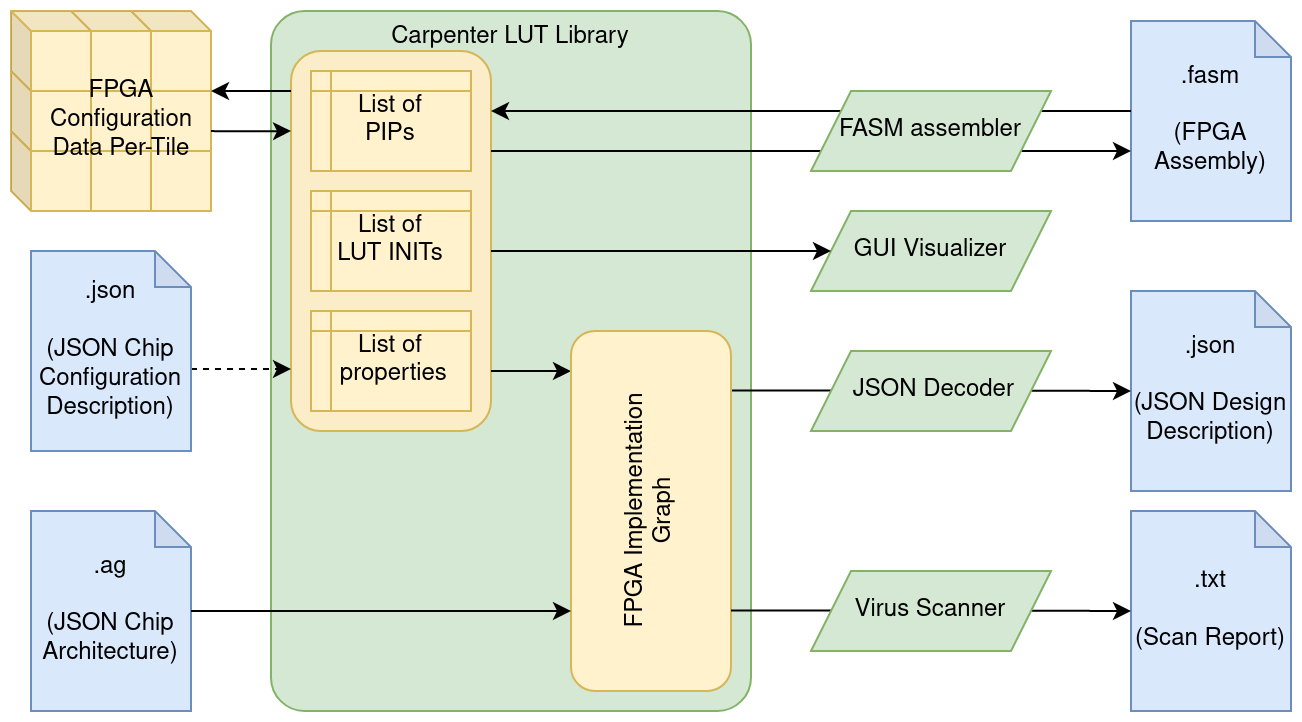 Carpenter LUT Library
FPGA
Configuration
Data Per-Tile
List of
PIPs
FASM assembler
.fasm
(FPGA
Assembly)
List of
LUT INITs
GUI Visualizer
.json
(JSON Chip
Configuration
Description)
List of
properties
JSON Decoder
.json
(JSON Design
Description)
FPGA Implementation
Graph
.ag
(JSON Chip
Architecture)
Virus Scanner
.txt
(Scan Report)